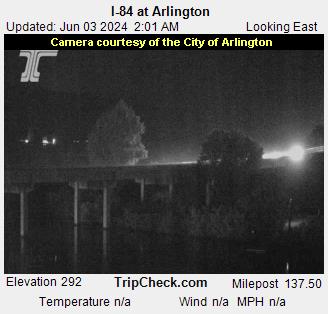 I-84 at Arlington
Updated: Jun 03 2024 2:01 AM Looking East
Camera courtesy of the City of Arlington
Elevation 292 TripCheck.com Milepost 137.50
Temperature n/a Wind n/a MPH n/a